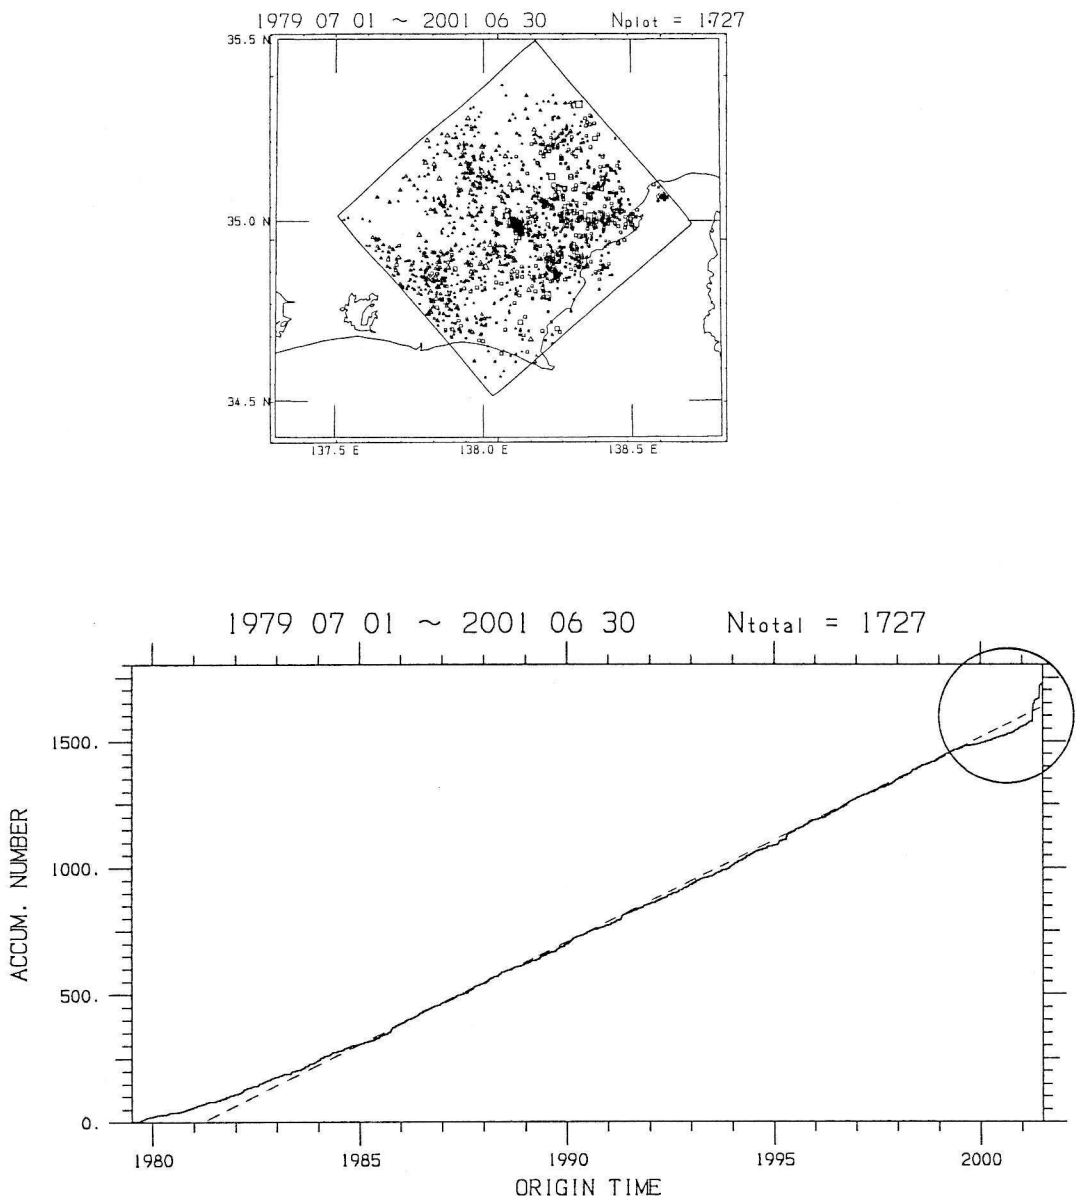 1979 07 01 ~ 2001 06 30 Nplot = 1727
35.5 N
35.0 N
34.5 N
137.5 E 138.0 E 138.5 E
1979 07 01 ~ 2001 06 30 Ntotal = 1727
1500.
1000.
500.
0.
ACCUM. NUMBER
1980 1985 1990 1995 2000
ORIGIN TIME